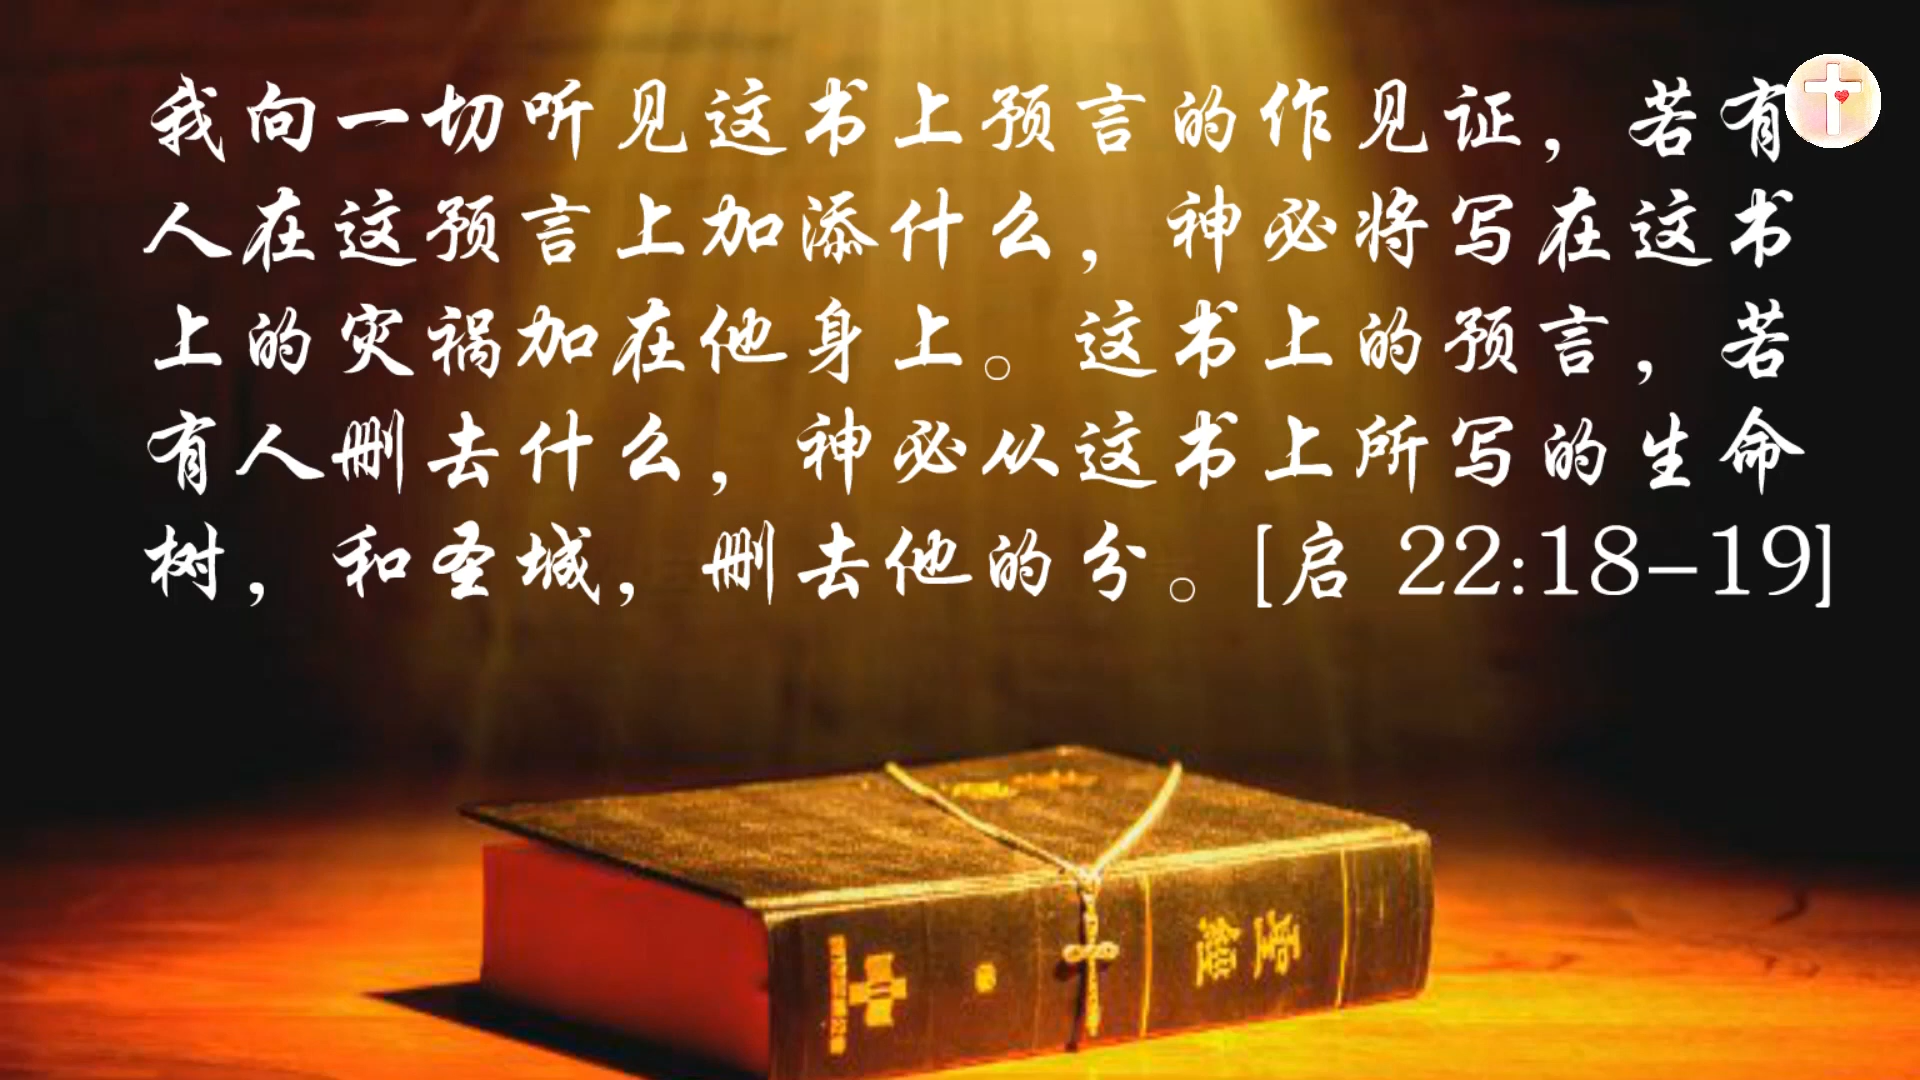 我向一切听见这书上预言的作见证，若有
人在这预言上加添什么，神必将写在这书
上的灾祸加在他身上。这书上的预言，若
有人删去什么，神必从这书上所写的生命
树，和圣城，删去他的分。[启 22:18-19]
聖經